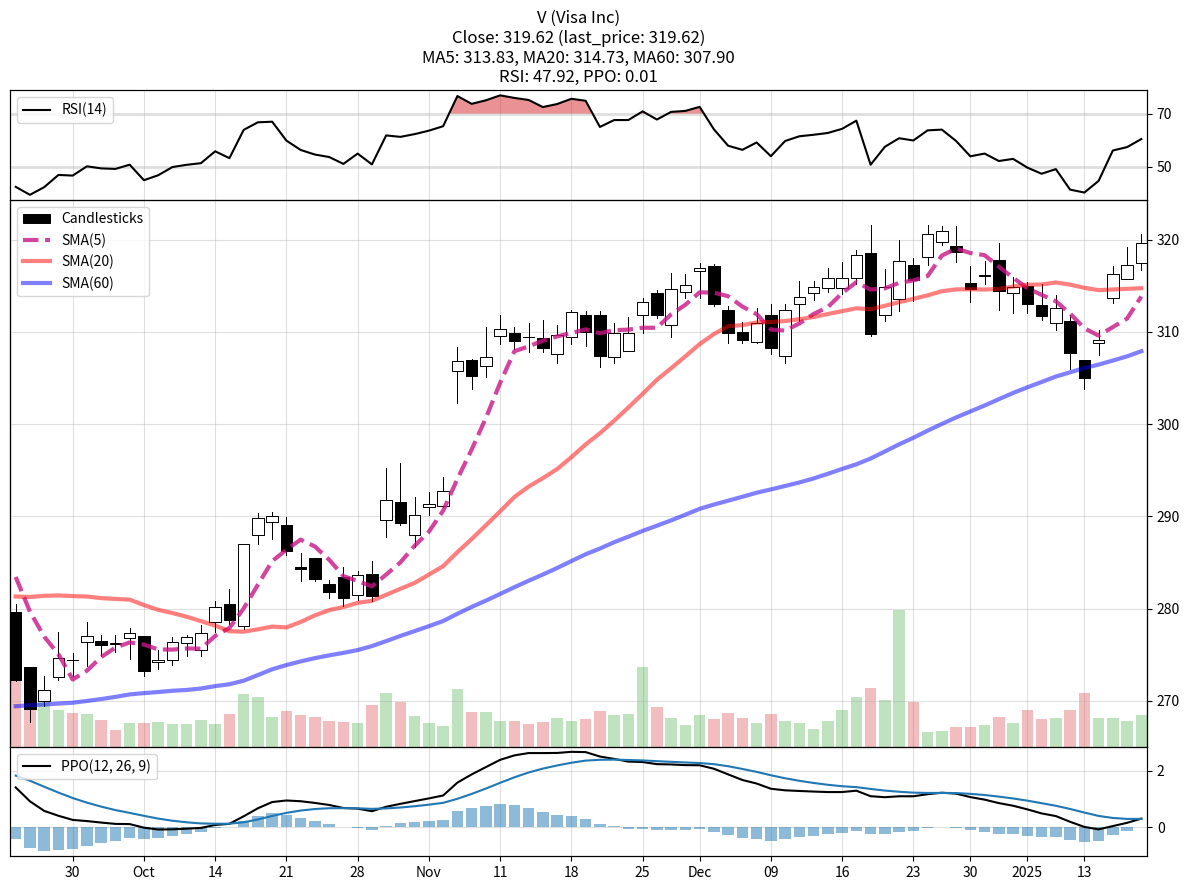 V (Visa Inc)
Close: 319.62 (last_price: 319.62)
MA5: 313.83, MA20: 314.73, MA60: 307.90
RSI: 47.92, PPO: 0.01
RSI(14)
70
50
Candlesticks
SMA(5)
SMA(20)
SMA(60)
320
310
300
290
280
270
PPO(12, 26, 9)
2
0
30 Oct 14 21 28 Nov 11 18 25 Dec 09 16 23 30 2025 13